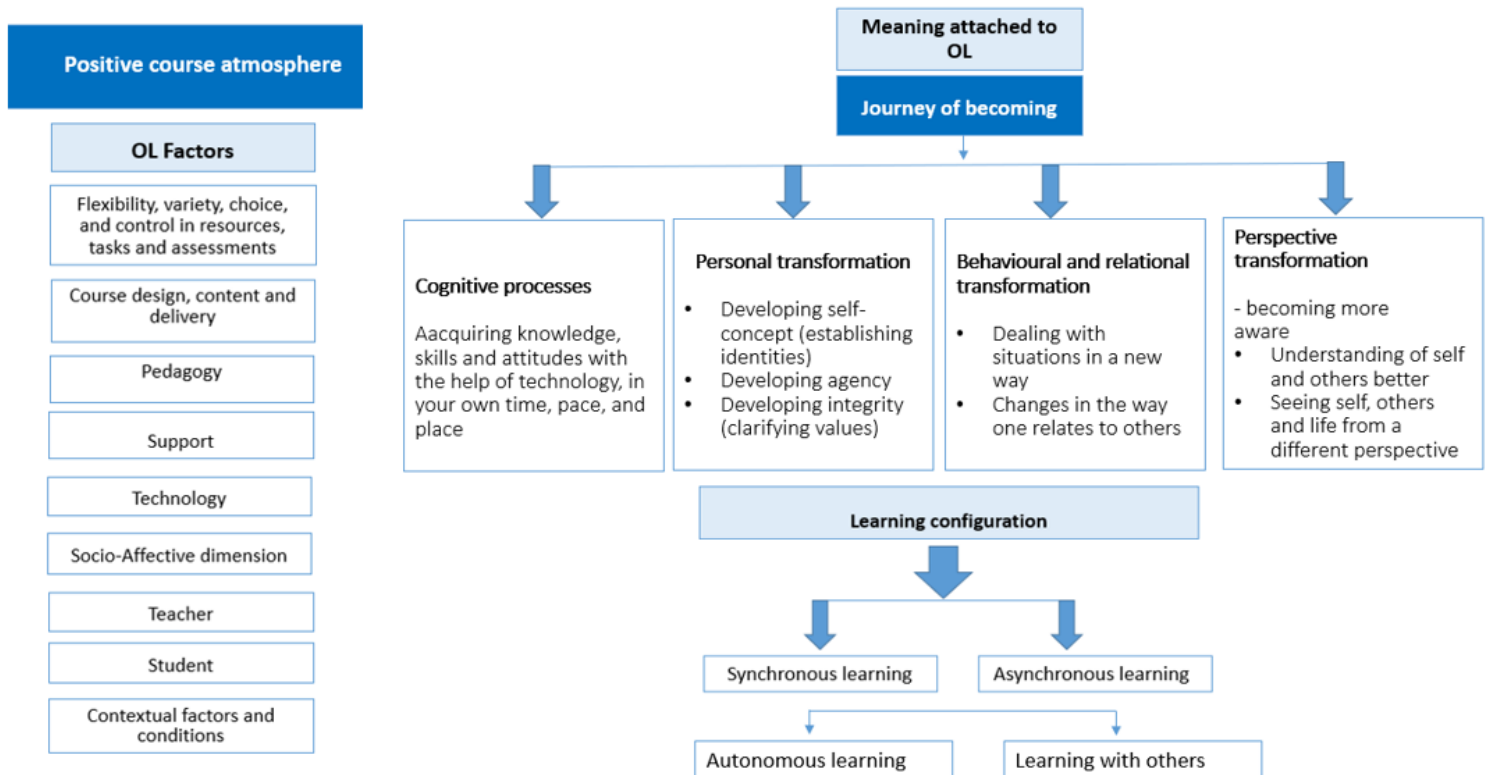 Positive course atmosphere
OL Factors
Flexibility, variety, choice,
and control in resources,
tasks and assessments
Course design, content and
delivery
Pedagogy
Support
Technology
Socio-Affective dimension
Teacher
Student
Contextual factors and
conditions
Meaning attached to
OL
Journey of becoming
Cognitive processes
Aacquiring knowledge,
skills and attitudes with
the help of technology, in
your own time, pace, and
place
Personal transformation
• Developing self-
concept (establishing
identities)
• Developing agency
• Developing integrity
(clarifying values)
Behavioural and relational
transformation
• Dealing with
situations in a new
way
• Changes in the way
one relates to others
Perspective
transformation
- becoming more
aware
• Understanding of self
and others better
• Seeing self, others
and life from a
different perspective
Learning configuration
Synchronous learning
Asynchronous learning
Autonomous learning
Learning with others